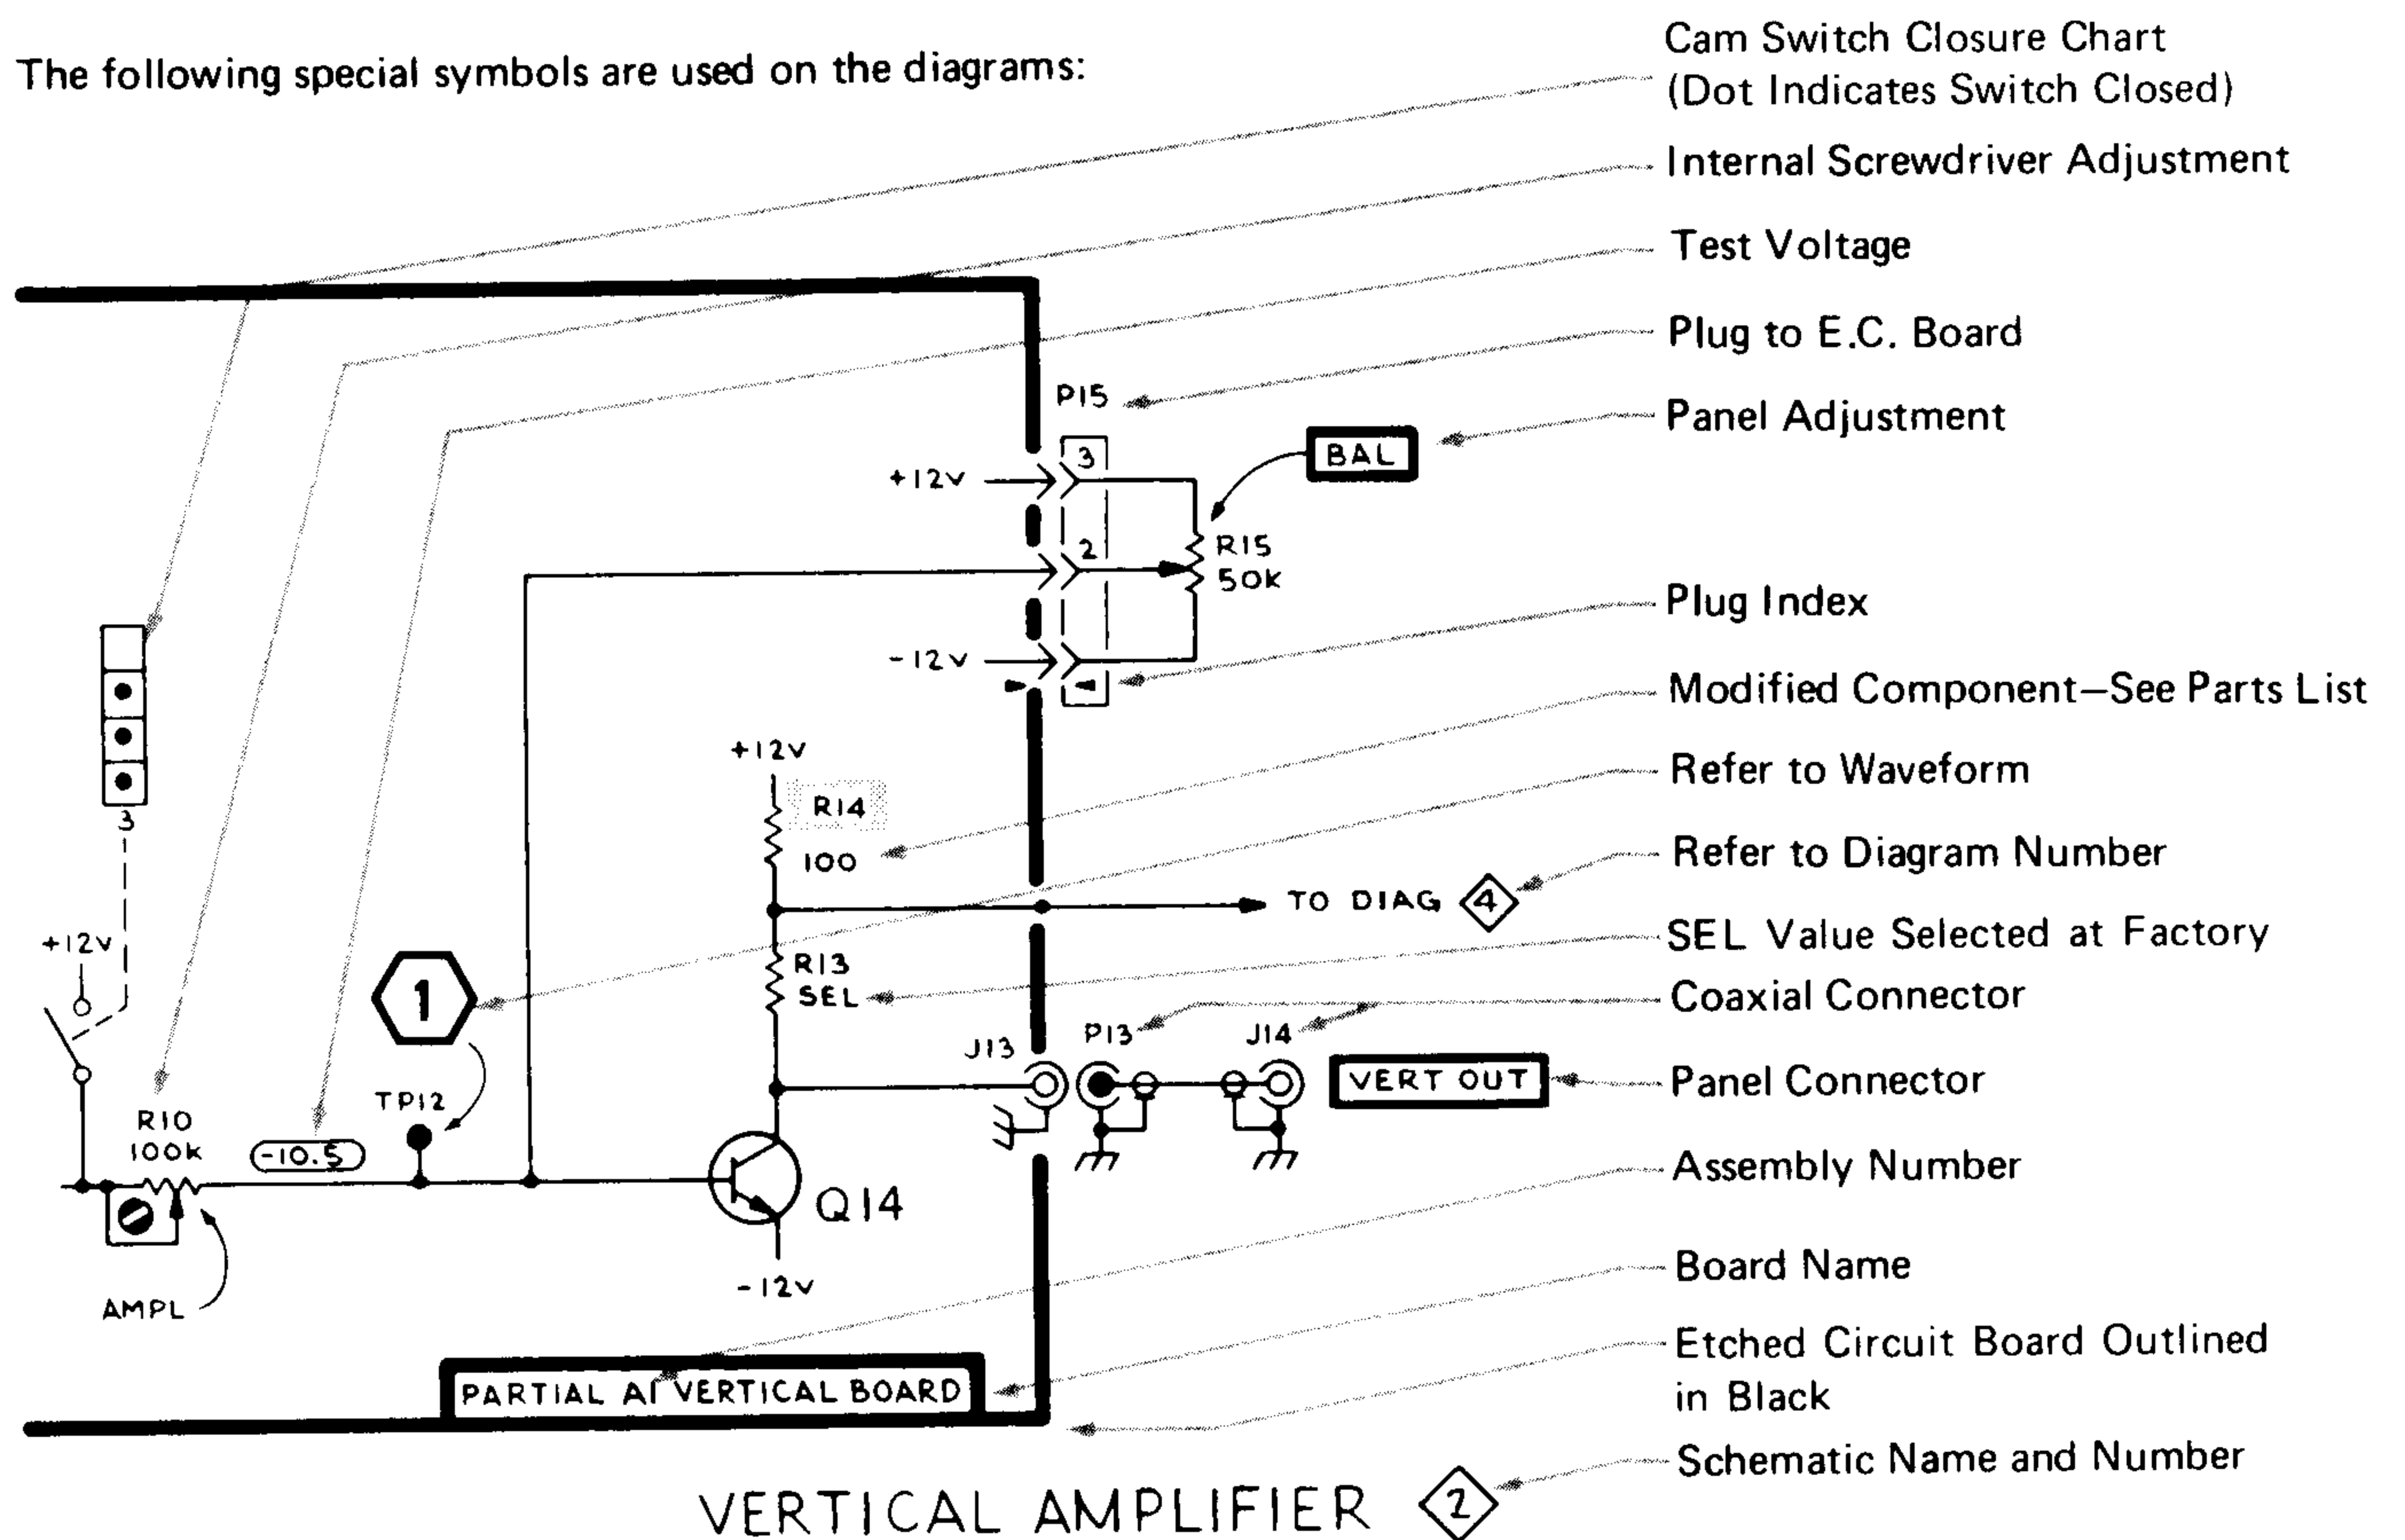 The following special symbols are used on the diagrams:
Cam Switch Closure Chart
(Dot Indicates Switch Closed)
Internal Screwdriver Adjustment
Test Voltage
Plug to E.C. Board
P15
Panel Adjustment
BAL
3
+12V
2
R15
50K
Plug Index
-12V
Modified Component—See Parts List
+12V
Refer to Waveform
R14
3
100
Refer to Diagram Number
TO DIAG 4
+12V
SEL Value Selected at Factory
R13
SEL
1
Coaxial Connector
J13
P13
J14
VERT OUT
Panel Connector
TP12
R10
100K
-10.5
Assembly Number
Q14
Board Name
-12V
AMPL
Etched Circuit Board Outlined
in Black
PARTIAL A1 VERTICAL BOARD
Schematic Name and Number
VERTICAL AMPLIFIER 2